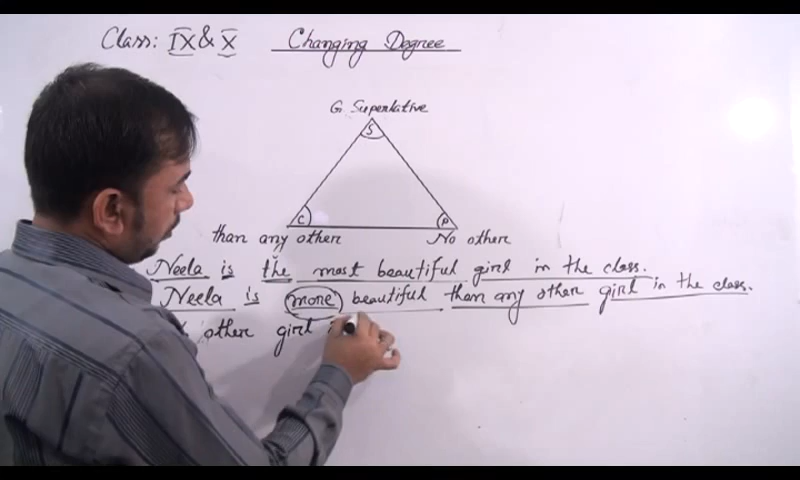 Class: IX & X Changing Degree
G. Superlative
S
C P
than any other No other
Neela is the most beautiful girl in the class.
Neela is more beautiful than any other girl in the class.
other girl